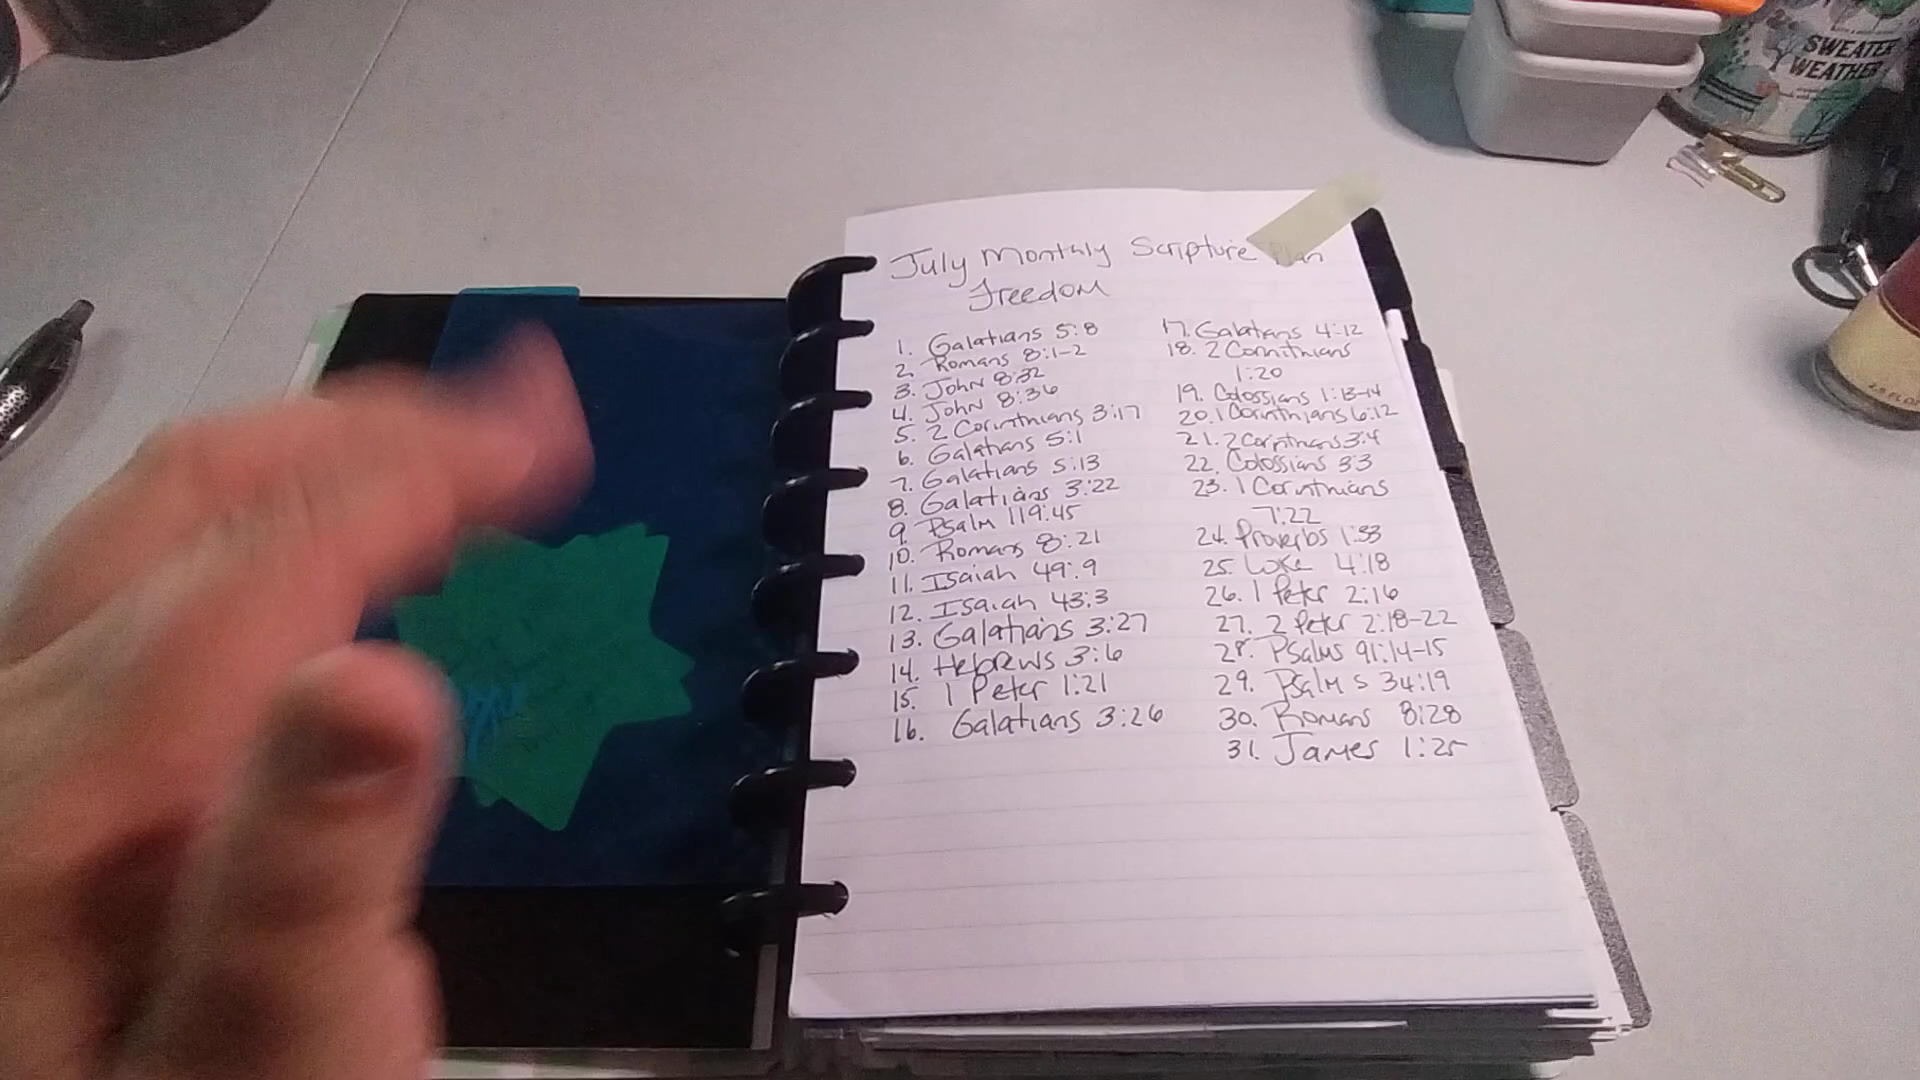 July Monthly Scripture Plan
Freedom
1. Galatians 5:8
2. Romans 8:1-2
3. John 8:32
4. John 8:36
5. 2 Corinthians 3:17
6. Galatians 5:1
7. Galatians 5:13
8. Galatians 3:22
9. Psalm 119:45
10. Romans 8:21
11. Isaiah 49:9
12. Isaiah 43:3
13. Galatians 3:27
14. Hebrews 3:6
15. 1 Peter 1:21
16. Galatians 3:26
17. Galatians 4:12
18. 2 Corinthians
1:20
19. Colossians 1:13-14
20. 1 Corinthians 6:12
21. 2 Corinthians 3:4
22. Colossians 3:3
23. 1 Corinthians
7:22
24. Proverbs 1:33
25. Luke 4:18
26. 1 Peter 2:16
27. 2 Peter 2:18-22
28. Psalms 91:14-15
29. Psalms 34:19
30. Romans 8:28
31. James 1:25
SWEATER
WEATHER